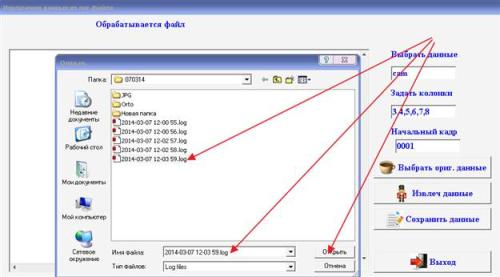 Извлечение данных из лог файла
Обрабатывается файл
Открыть
Папка:
070314
JPG
Orto
Новая папка
2014-03-07 12-00 55.log
2014-03-07 12-00 56.log
2014-03-07 12-02 57.log
2014-03-07 12-02 58.log
2014-03-07 12-03 59.log
Недавние документы
Рабочий стол
Мои документы
Мой компьютер
Сетевое окружение
Имя файла:
2014-03-07 12-03 59.log
Открыть
Тип файлов:
Log files
Отмена
Выбрать данные
cam
Задать колонки
3,4,5,6,7,8
Начальный кадр
0001
Выбрать ориг. данные
Извлеч данные
Сохранить данные
Выход